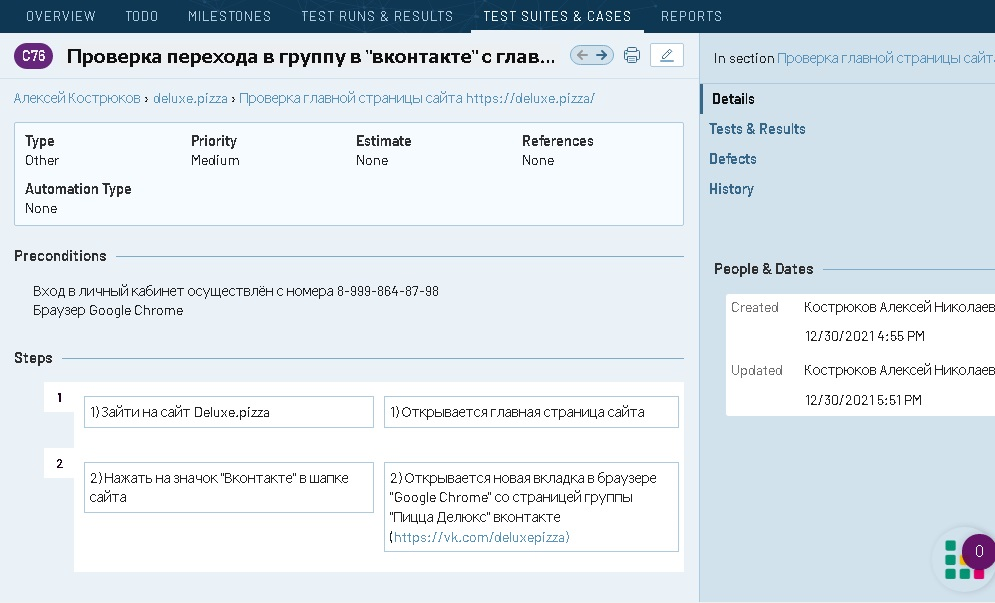 OVERVIEW TODO MILESTONES TEST RUNS & RESULTS TEST SUITES & CASES REPORTS
C76 Проверка перехода в группу в "вконтакте" с глав...
Алексей Кострюков › deluxe.pizza › Проверка главной страницы сайта https://deluxe.pizza/
Type Priority Estimate References
Other Medium None None
Automation Type
None
Preconditions
Вход в личный кабинет осуществлён с номера 8-999-864-87-98
Браузер Google Chrome
Steps
1
1)Зайти на сайт Deluxe.pizza
1)Открывается главная страница сайта
2
2)Нажать на значок "Вконтакте" в шапке
сайта
2)Открывается новая вкладка в браузере
"Google Chrome" со страницей группы
"Пицца Делюкс" вконтакте
(https://vk.com/deluxepizza)
In section Проверка главной страницы сайт
Details
Tests & Results
Defects
History
People & Dates
Created Кострюков Алексей Николаев
12/30/2021 4:55 PM
Updated Кострюков Алексей Николаев
12/30/2021 5:51 PM
0